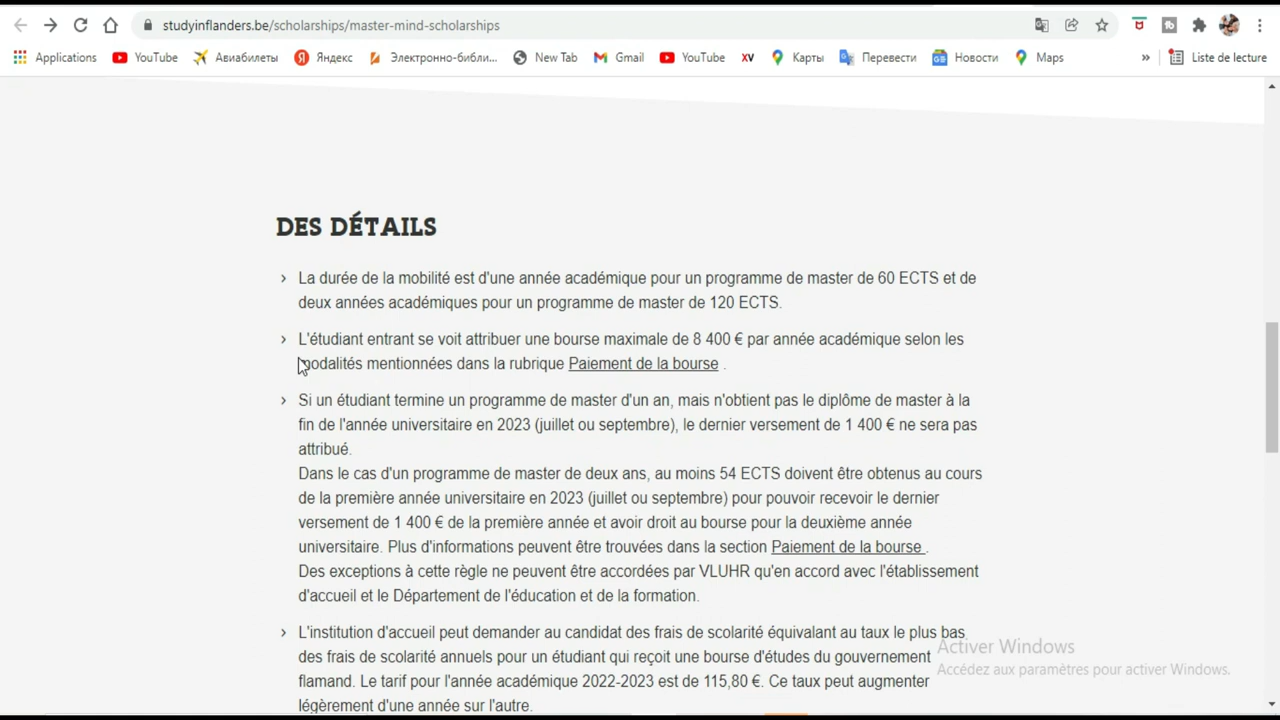 studyinflanders.be/scholarships/master-mind-scholarships
Applications YouTube Авиабилеты Яндекс Электронно-библи... New Tab Gmail YouTube XV Карты Перевести Новости Maps » Liste de lecture
DES DÉTAILS
La durée de la mobilité est d'une année académique pour un programme de master de 60 ECTS et de
deux années académiques pour un programme de master de 120 ECTS.
L'étudiant entrant se voit attribuer une bourse maximale de 8 400 € par année académique selon les
modalités mentionnées dans la rubrique Paiement de la bourse .
Si un étudiant termine un programme de master d'un an, mais n'obtient pas le diplôme de master à la
fin de l'année universitaire en 2023 (juillet ou septembre), le dernier versement de 1 400 € ne sera pas
attribué.
Dans le cas d'un programme de master de deux ans, au moins 54 ECTS doivent être obtenus au cours
de la première année universitaire en 2023 (juillet ou septembre) pour pouvoir recevoir le dernier
versement de 1 400 € de la première année et avoir droit au bourse pour la deuxième année
universitaire. Plus d'informations peuvent être trouvées dans la section Paiement de la bourse .
Des exceptions à cette règle ne peuvent être accordées par VLUHR qu'en accord avec l'établissement
d'accueil et le Département de l'éducation et de la formation.
L'institution d'accueil peut demander au candidat des frais de scolarité équivalant au taux le plus bas
des frais de scolarité annuels pour un étudiant qui reçoit une bourse d'études du gouvernement
flamand. Le tarif pour l'année académique 2022-2023 est de 115,80 €. Ce taux peut augmenter
légèrement d'une année sur l'autre.
Activer Windows
Accédez aux paramètres pour activer Windows.